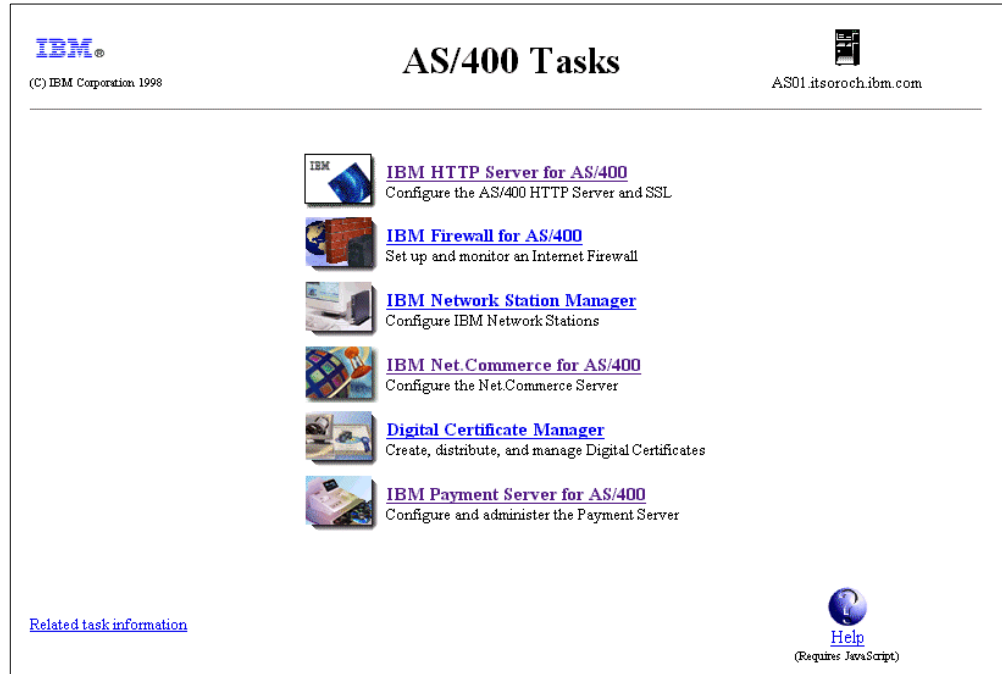 IBM®
(C) IBM Corporation 1998
AS/400 Tasks
AS01.itsoroch.ibm.com
IBM
IBM HTTP Server for AS/400
Configure the AS/400 HTTP Server and SSL
IBM Firewall for AS/400
Set up and monitor an Internet Firewall
IBM Network Station Manager
Configure IBM Network Stations
IBM Net.Commerce for AS/400
Configure the Net.Commerce Server
Digital Certificate Manager
Create, distribute, and manage Digital Certificates
IBM Payment Server for AS/400
Configure and administer the Payment Server
Related task information
Help
(Requires JavaScript)